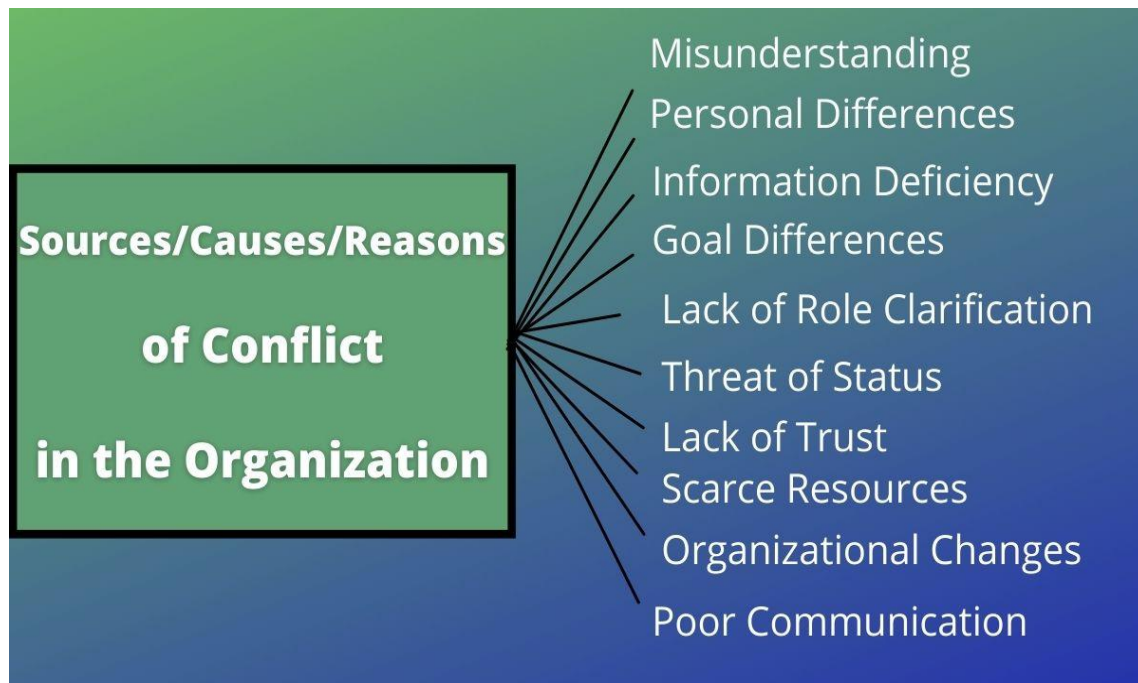 Sources/Causes/Reasons
of Conflict
in the Organization
Misunderstanding
Personal Differences
Information Deficiency
Goal Differences
Lack of Role Clarification
Threat of Status
Lack of Trust
Scarce Resources
Organizational Changes
Poor Communication